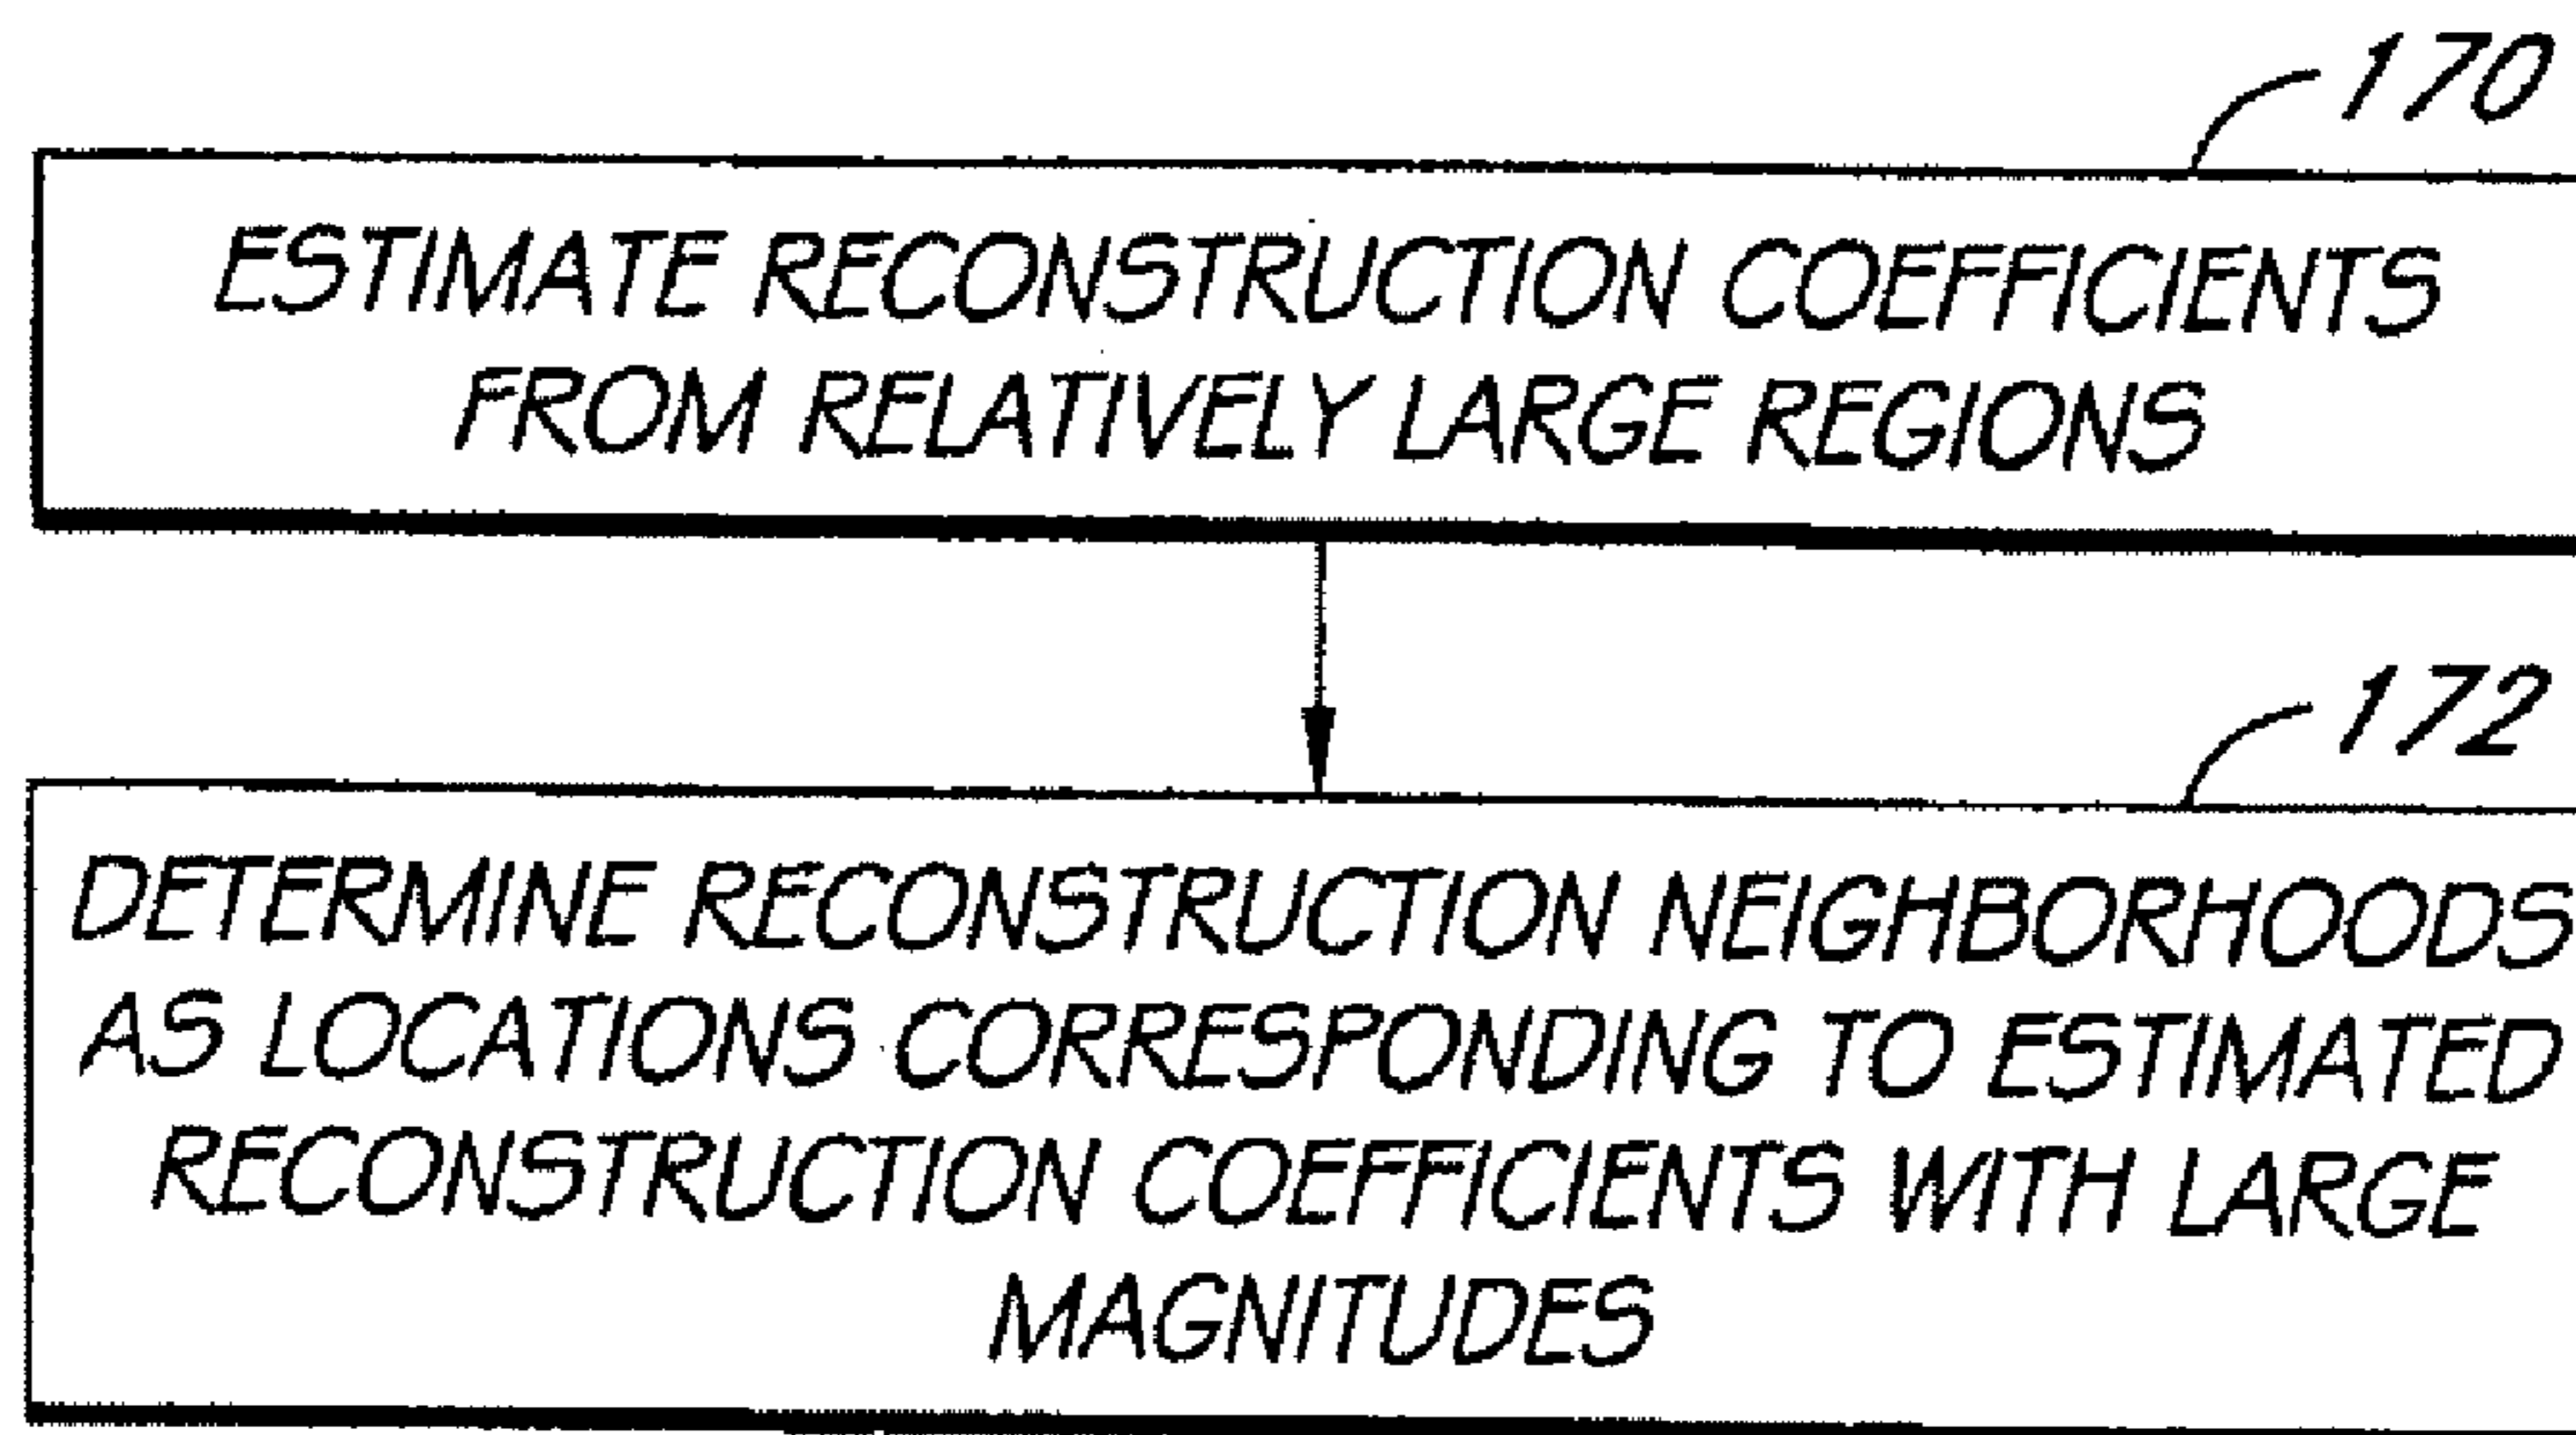 170
ESTIMATE RECONSTRUCTION COEFFICIENTS
FROM RELATIVELY LARGE REGIONS
172
DETERMINE RECONSTRUCTION NEIGHBORHOODS
AS LOCATIONS CORRESPONDING TO ESTIMATED
RECONSTRUCTION COEFFICIENTS WITH LARGE
MAGNITUDES